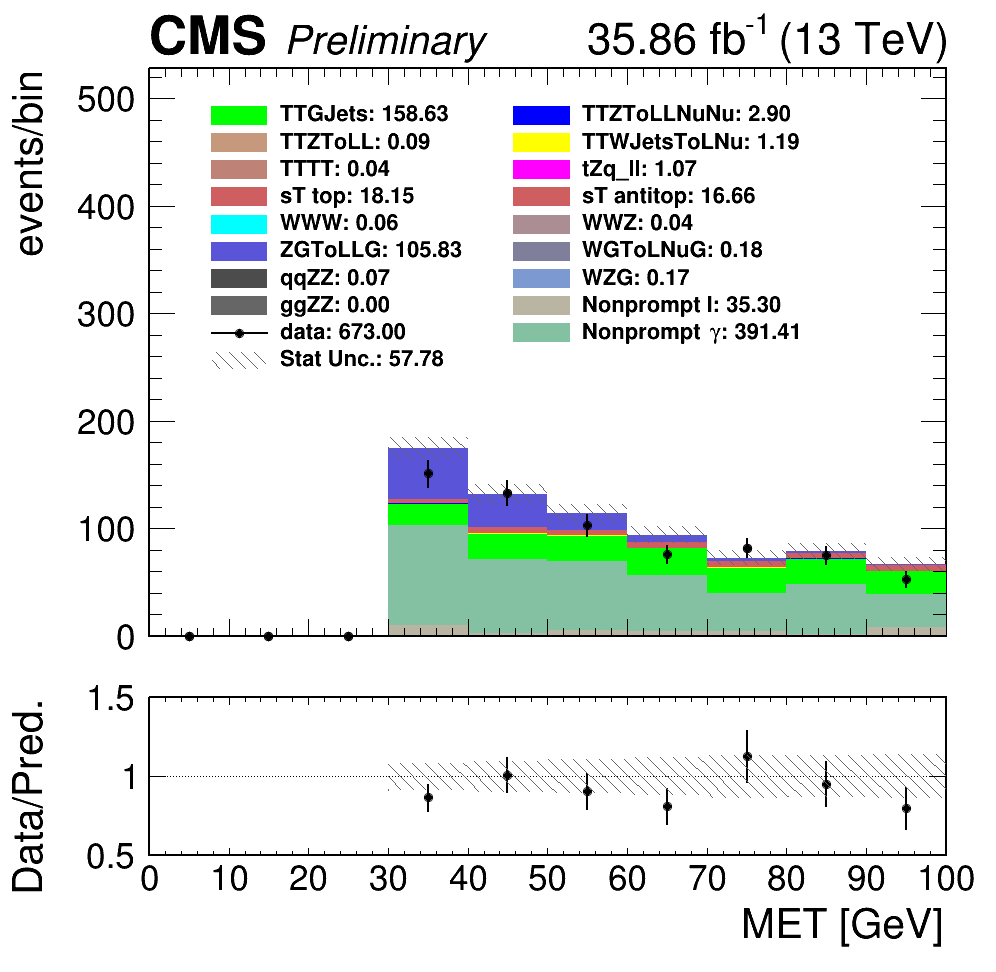 CMS Preliminary 35.86 fb-1 (13 TeV)
events/bin
500
400
300
200
100
0
TTGJets: 158.63
TTZToLLNuNu: 2.90
TTZToLL: 0.09
TTWJetsToLNu: 1.19
TTTT: 0.04
tZq_ll: 1.07
sT top: 18.15
sT antitop: 16.66
WWW: 0.06
WWZ: 0.04
ZGToLLG: 105.83
WGToLNuG: 0.18
qqZZ: 0.07
WZG: 0.17
ggZZ: 0.00
Nonprompt l: 35.30
data: 673.00
Nonprompt γ: 391.41
Stat Unc.: 57.78
Data/Pred.
1.5
1
0.5
0 10 20 30 40 50 60 70 80 90 100
MET [GeV]